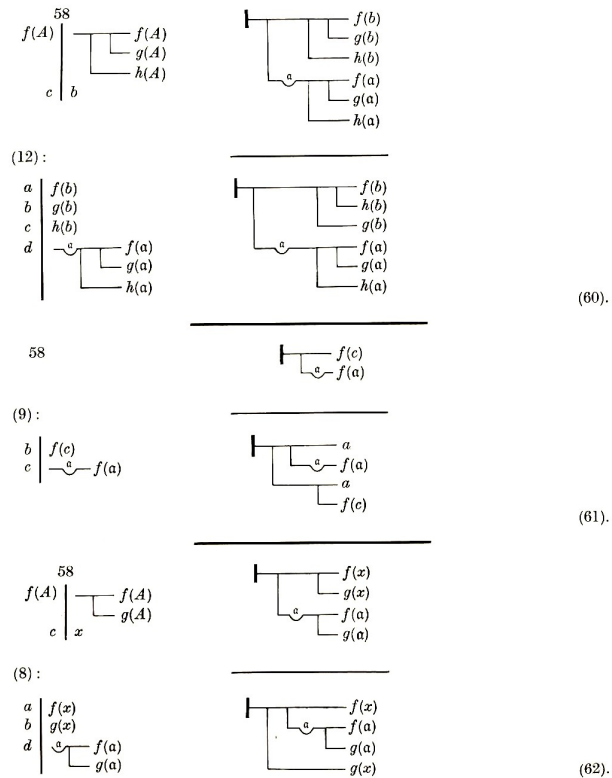 58
f(A) f(A) f(b)
g(A) g(b)
h(A) h(b)
c b a f(a)
g(a)
h(a)
(12):
a f(b) f(b)
b g(b) h(b)
c h(b) g(b)
d a f(a) a f(a)
g(a) g(a)
h(a) h(a)
(60).
58 f(c)
a f(a)
(9):
b f(c) a
c a f(a) a f(a)
a
f(c)
(61).
58
f(A) f(A) f(x)
g(A) g(x)
c x a f(a)
g(a)
(8):
a f(x) f(x)
b g(x) a f(a)
d a f(a) g(a)
g(a) g(x)
(62).